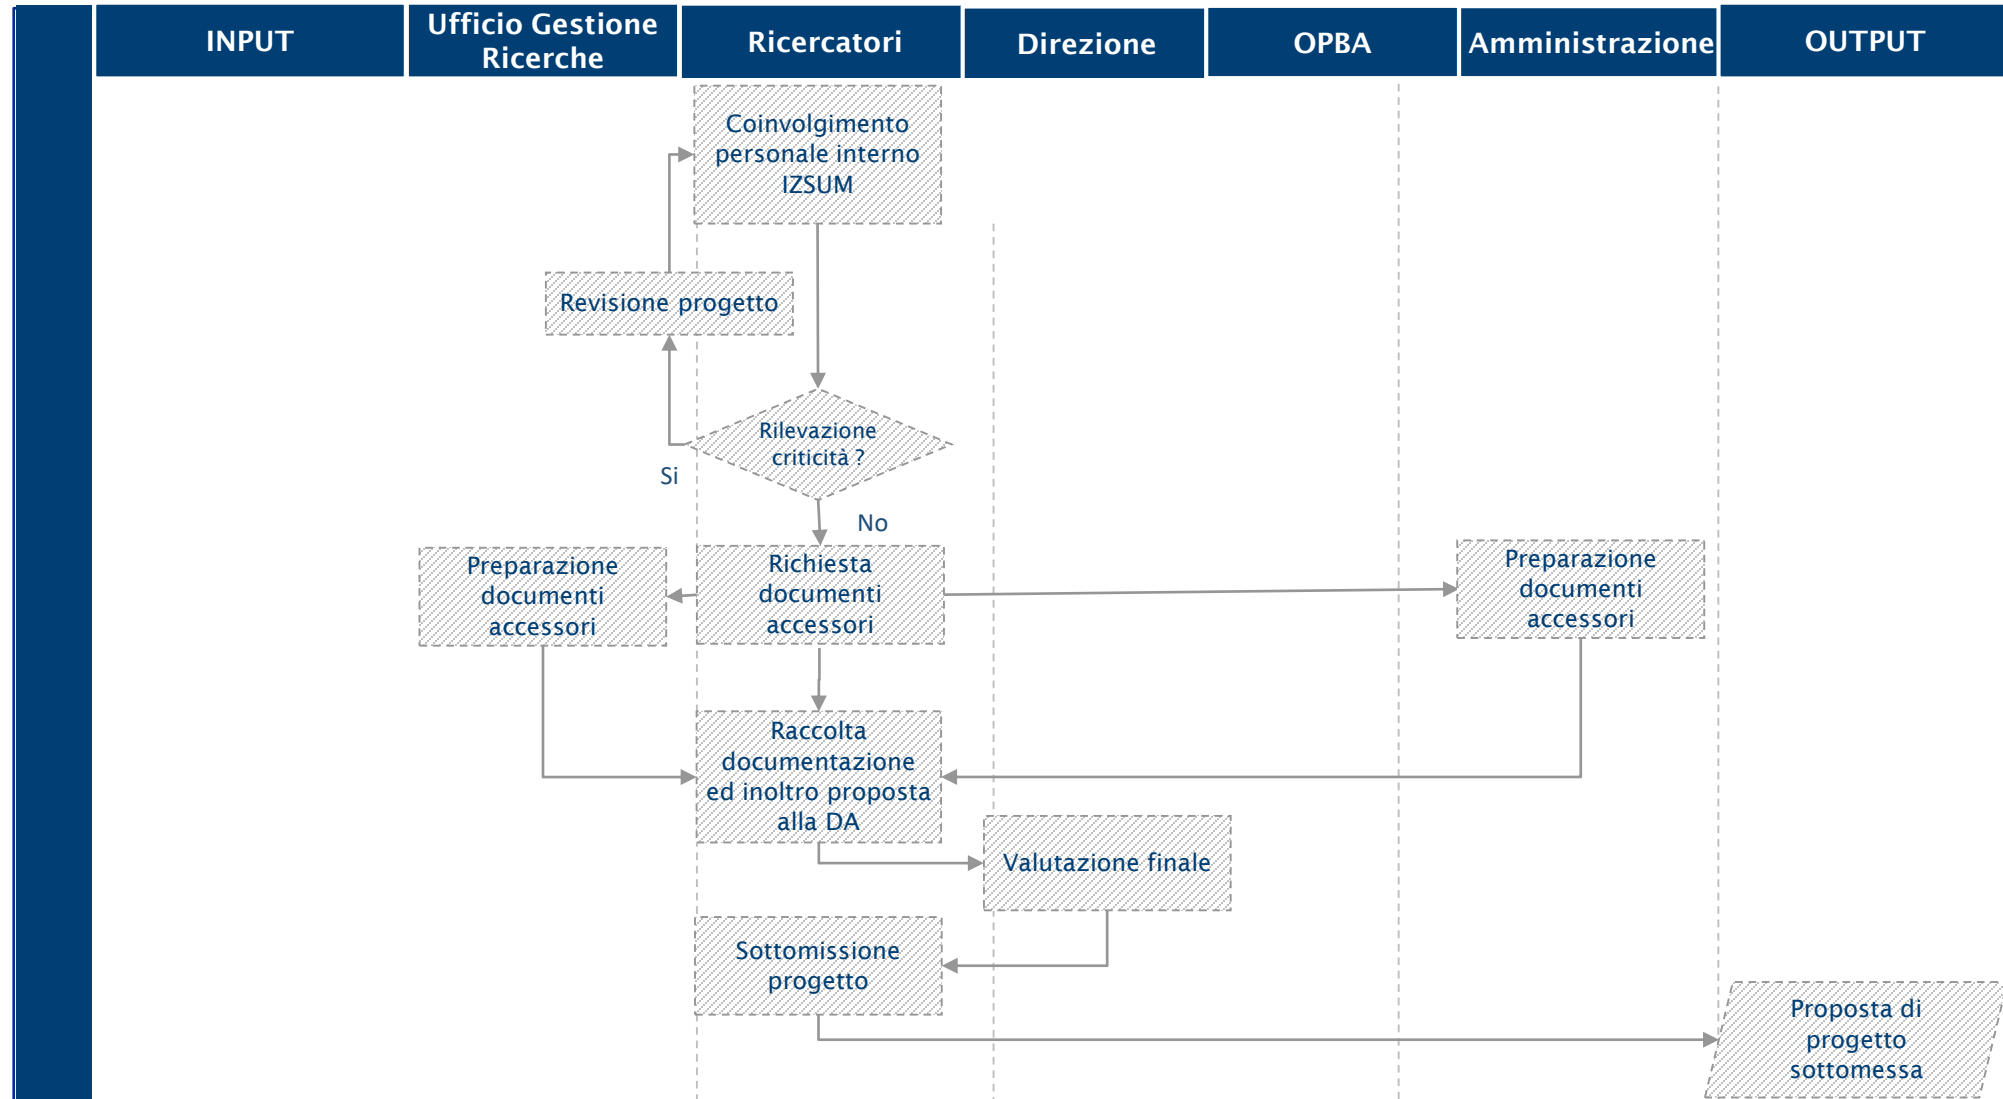 INPUT
Ufficio Gestione
Ricerche
Ricercatori
Direzione
OPBA
Amministrazione
OUTPUT
Coinvolgimento
personale interno
IZSUM
Revisione progetto
Rilevazione
criticità ?
Si
No
Preparazione
documenti
accessori
Richiesta
documenti
accessori
Preparazione
documenti
accessori
Raccolta
documentazione
ed inoltro proposta
alla DA
Valutazione finale
Sottomissione
progetto
Proposta di
progetto
sottomessa